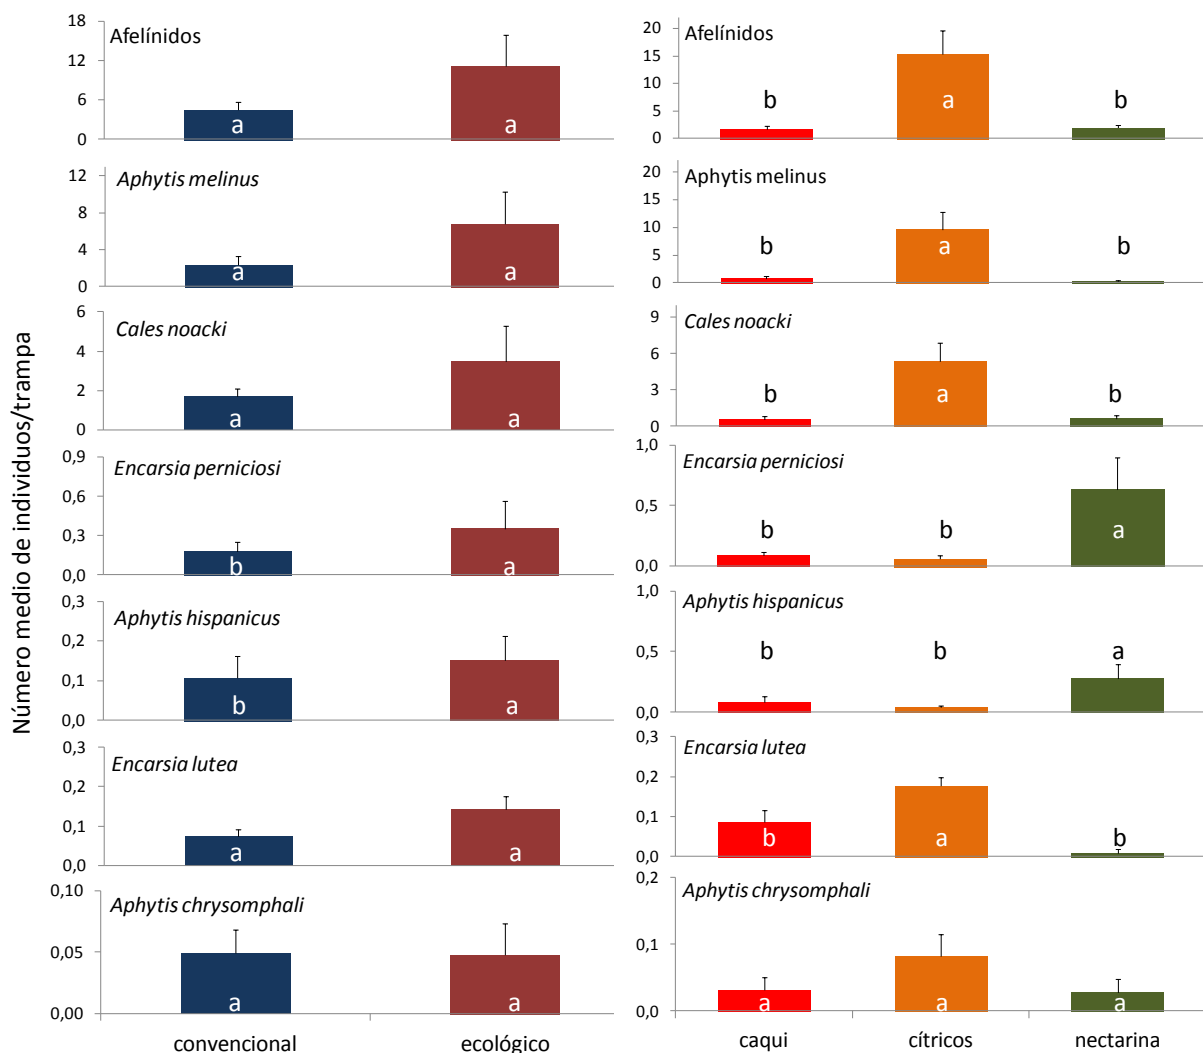 Número medio de individuos/trampa
Afelínidos
18
12
6
0
a
a
Aphytis melinus
12
8
4
0
a
a
Cales noacki
6
4
2
0
a
a
Encarsia perniciosi
0,9
0,6
0,3
0,0
b
a
Aphytis hispanicus
0,3
0,2
0,1
0,0
b
a
Encarsia lutea
0,3
0,2
0,1
0,0
a
a
Aphytis chrysomphali
0,10
0,05
0,00
a
a
convencional
ecológico
Afelínidos
20
15
10
5
0
b
a
b
Aphytis melinus
20
15
10
5
0
b
a
b
Cales noacki
9
6
3
0
b
a
b
Encarsia perniciosi
1,0
0,5
0,0
b
b
a
Aphytis hispanicus
1,0
0,5
0,0
b
b
a
Encarsia lutea
0,3
0,2
0,1
0,0
b
a
b
Aphytis chrysomphali
0,2
0,1
0,0
a
a
a
caqui
cítricos
nectarina